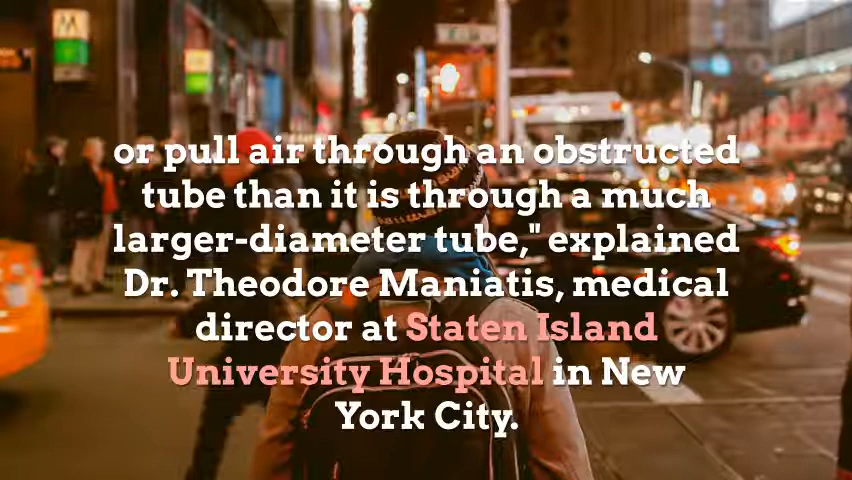 or pull air through an obstructed
tube than it is through a much
larger-diameter tube," explained
Dr. Theodore Maniatis, medical
director at Staten Island
University Hospital in New
York City.